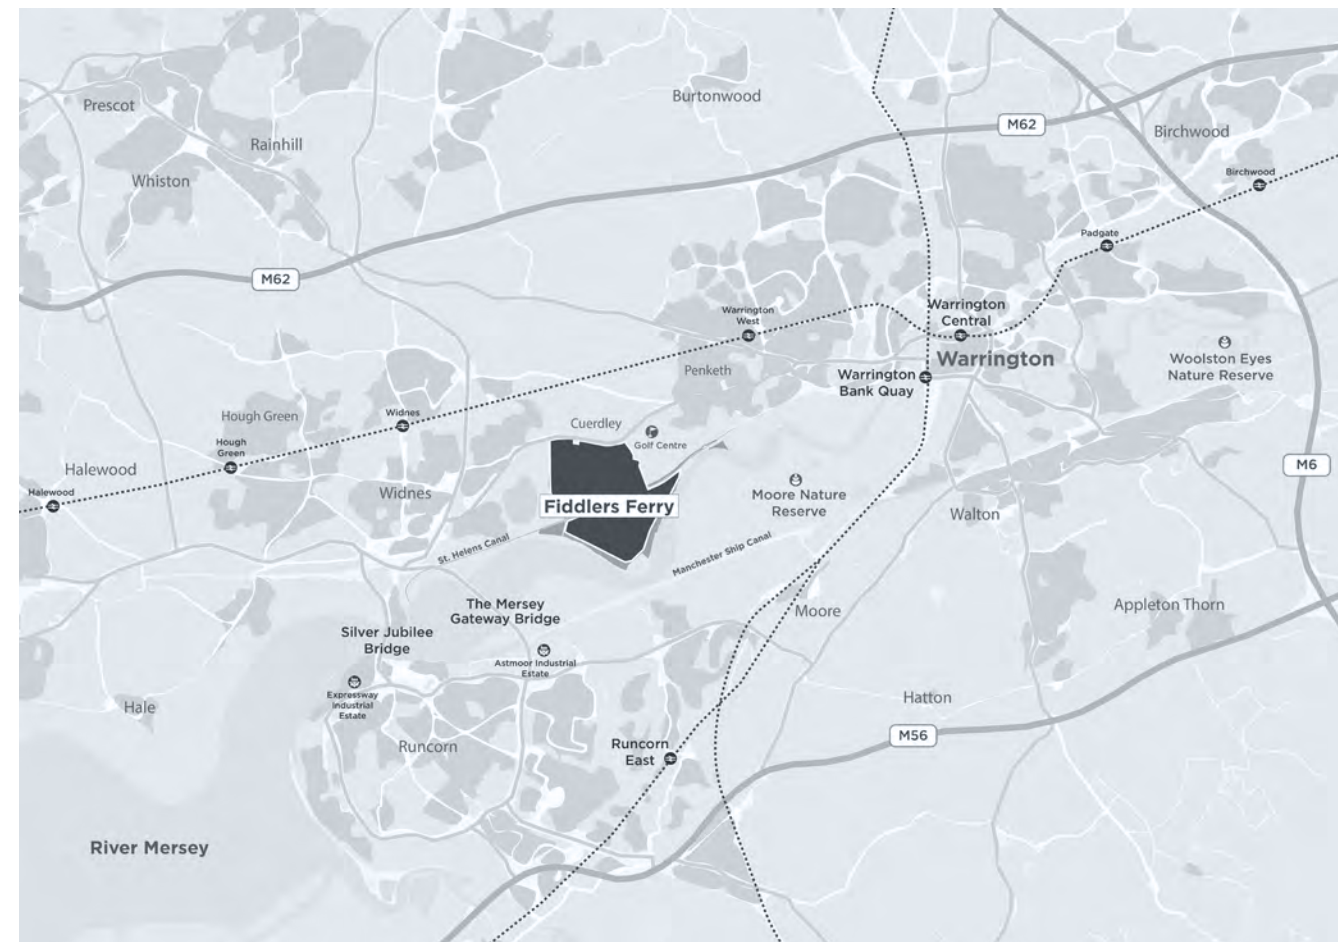 Burtonwood
Prescot
M62
Birchwood
Rainhill
Whiston
Birchwood
Padgate
M62
Warrington
West
Warrington
Central
Woolston Eyes
Nature Reserve
Warrington
Penketh
Warrington
Bank Quay
Widnes
Hough Green
Cuerdley
Golf Centre
Hough
Green
Halewood
M6
Halewood
Widnes
Moore Nature
Reserve
Fiddlers Ferry
Walton
St. Helens Canal
Manchester Ship Canal
The Mersey
Gateway Bridge
Moore
Appleton Thorn
Silver Jubilee
Bridge
Astmoor Industrial
Estate
Expressway
Industrial
Estate
Hatton
Hale
M56
Runcorn
Runcorn
East
River Mersey